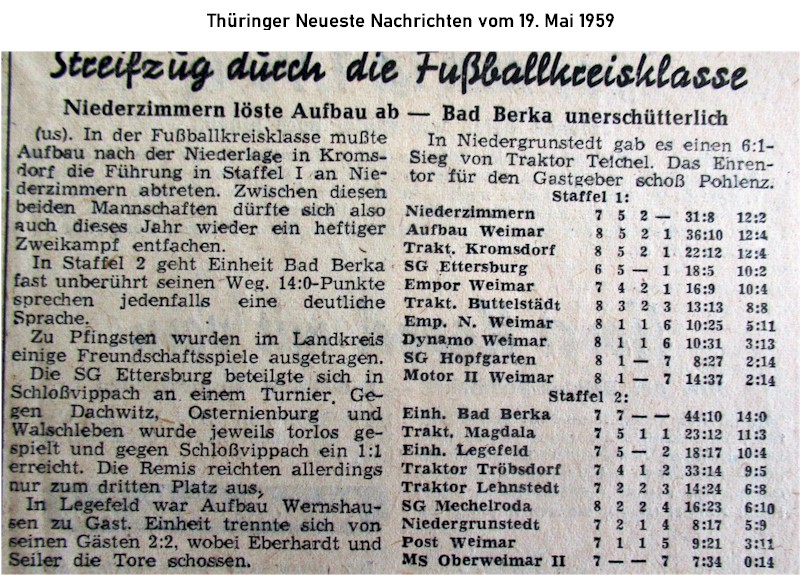 Thüringer Neueste Nachrichten vom 19. Mai 1959
Streifzug durch die Fußballkreisklasse
Niederzimmern löste Aufbau ab — Bad Berka unerschütterlich
(us). In der Fußballkreisklasse mußte
Aufbau nach der Niederlage in Kroms-
dorf die Führung in Staffel I an Nie-
derzimmern abtreten. Zwischen diesen
beiden Mannschaften dürfte sich also
auch dieses Jahr wieder ein heftiger
Zweikampf entfachen.
In Staffel 2 geht Einheit Bad Berka
fast unberührt seinen Weg. 14:0-Punkte
sprechen jedenfalls eine deutliche
Sprache.
Zu Pfingsten wurden im Landkreis
einige Freundschaftsspiele ausgetragen.
Die SG Ettersburg beteilgte sich in
Schloßvippach an einem Turnier. Ge-
gen Dachwitz, Osternienburg und
Walschleben wurde jeweils torlos ge-
spielt und gegen Schloßvippach ein 1:1
erreicht. Die Remis reichten allerdings
nur zum dritten Platz aus.
In Legefeld war Aufbau Wernshau-
sen zu Gast. Einheit trennte sich von
seinen Gästen 2:2, wobei Eberhardt und
Seiler die Tore schossen.
In Niedergrunstedt gab es einen 6:1-
Sieg von Traktor Teichel. Das Ehren-
tor für den Gastgeber schoß Pohlenz.
Staffel 1:
Niederzimmern 7 5 2 — 31:8 12:2
Aufbau Weimar 8 5 2 1 36:10 12:4
Trakt. Kromsdorf 8 5 2 1 22:12 12:4
SG Ettersburg 6 5 — 1 18:5 10:2
Empor Weimar 7 4 2 1 16:9 10:4
Trakt. Buttelstädt 8 3 2 3 13:13 8:8
Emp. N. Weimar 8 1 1 6 10:25 5:11
Dynamo Weimar 8 1 1 6 10:31 3:13
SG Hopfgarten 8 1 — 7 8:27 2:14
Motor II Weimar 8 1 — 7 14:37 2:14
Staffel 2:
Einh. Bad Berka 7 7 — — 44:10 14:0
Trakt. Magdala 7 5 1 1 23:12 11:3
Einh. Legefeld 7 5 — 2 18:17 10:4
Traktor Tröbsdorf 7 4 1 2 33:14 9:5
Traktor Lehnstedt 7 2 2 3 14:24 6:8
SG Mechelroda 8 2 2 4 16:23 6:10
Niedergrunstedt 7 2 1 4 8:17 5:9
Post Weimar 7 1 1 5 9:21 3:11
MS Oberweimar II 7 — — 7 7:34 0:14